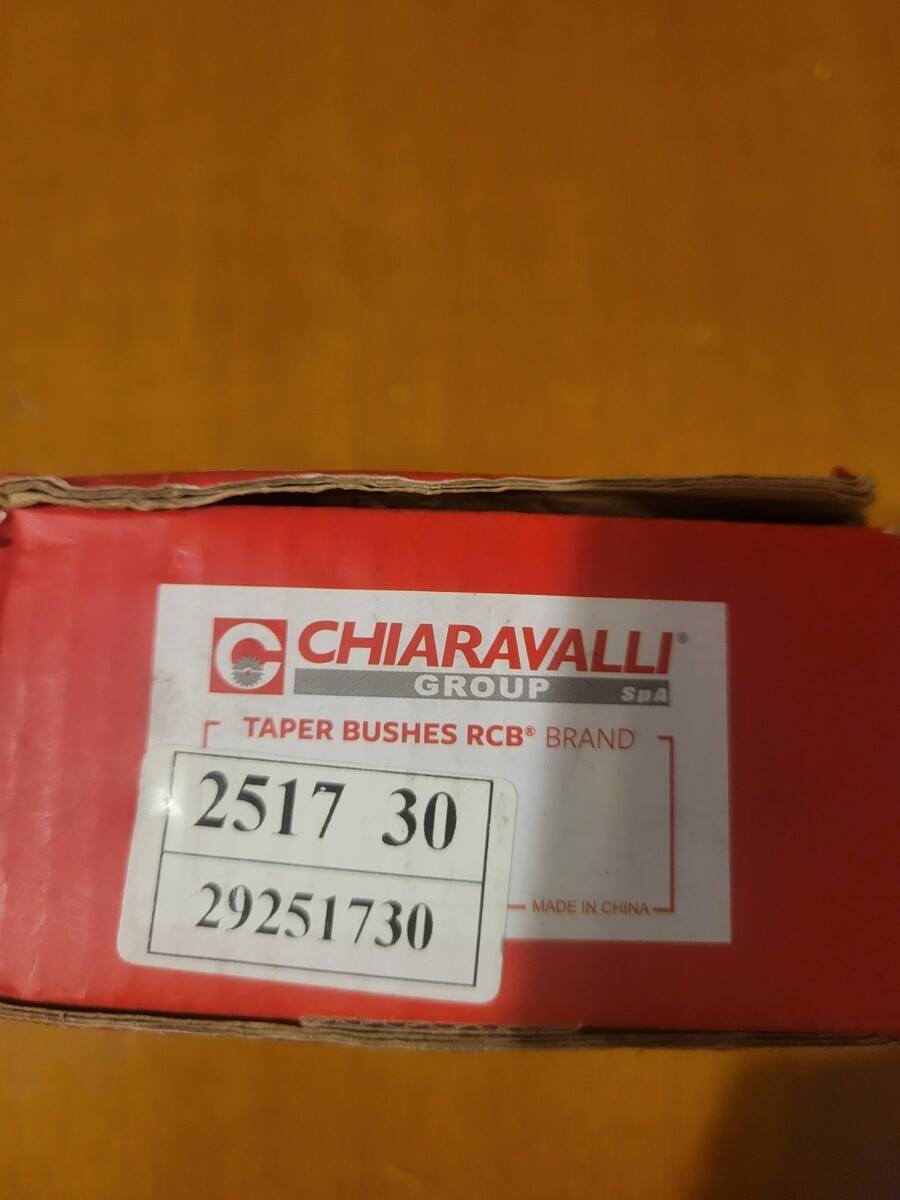 CHIARAVALLI®
GROUP SpA
TAPER BUSHES RCB® BRAND
2517 30
29251730
MADE IN CHINA